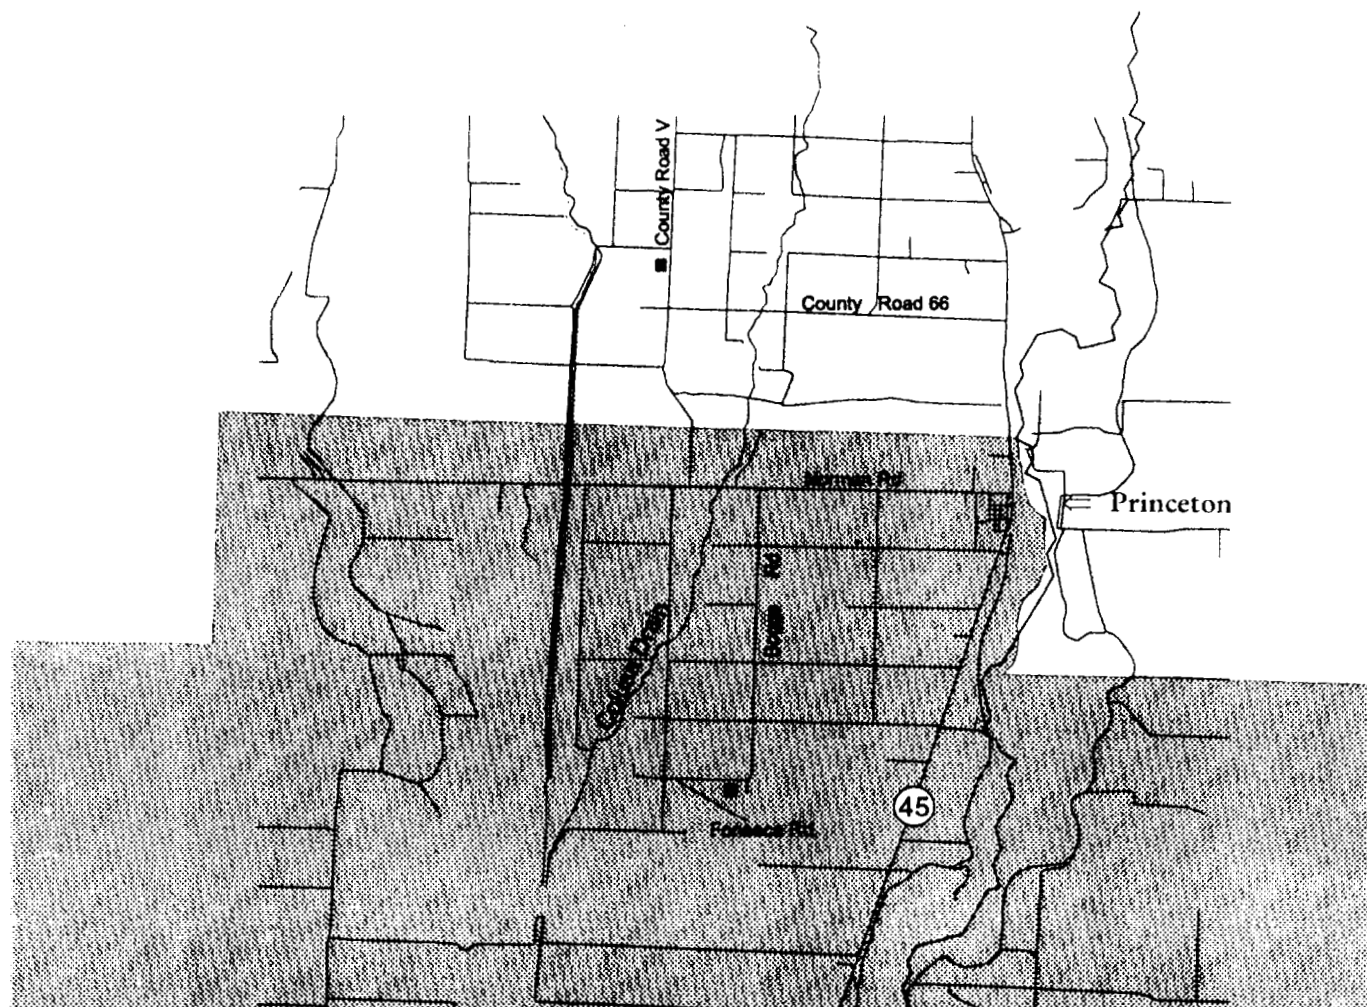 County Road V
County Road 66
Norman Rd
Princeton
Boggs Rd
Colusa Drain
45
Fonseca Rd